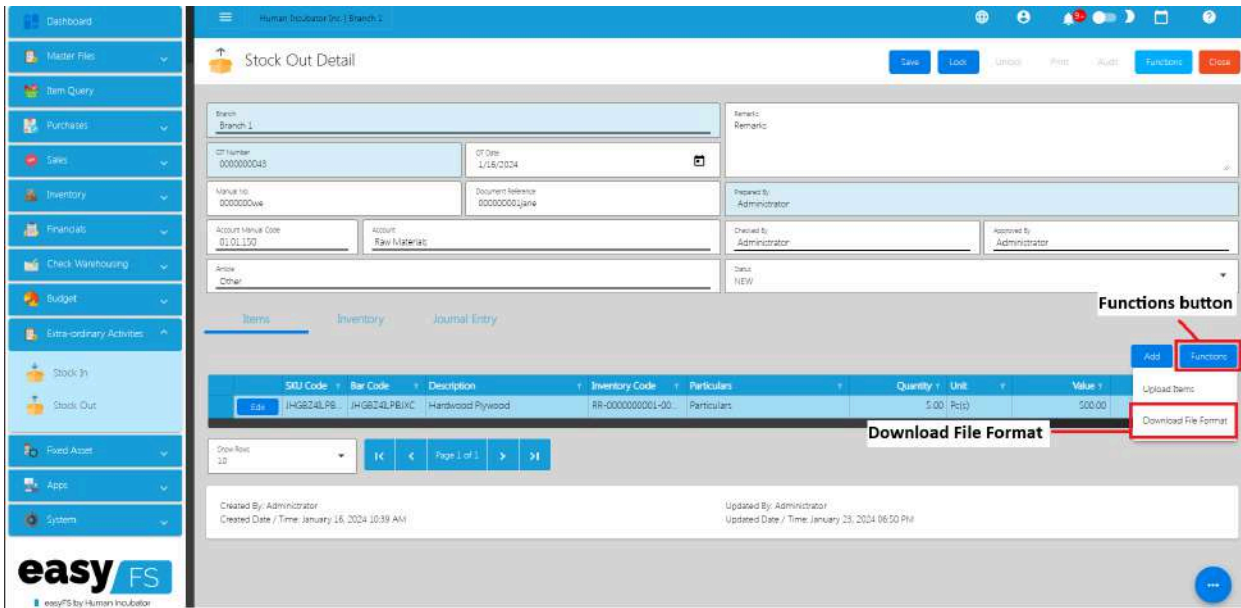 Dashboard
Master Files
Item Query
Purchases
Sales
Inventory
Financials
Check Warehousing
Budget
Extra-ordinary Activities
Stock In
Stock Out
Fixed Asset
Apps
System
easy FS
easyFS by Human Incubator
Human Incubator Inc. | Branch 1
9+
?
Stock Out Detail
Save Lock Unlock Print Audit Functions Close
Branch
Branch 1
OT Number
0000000043
OT Date
1/16/2024
Manual No.
0000000we
Document Reference
000000001jane
Account Manual Code
01.01.150
Account
Raw Materials
Article
Other
Remarks
Remarks
Prepared By
Administrator
Checked By
Administrator
Approved By
Administrator
Status
NEW
Functions button
Items Inventory Journal Entry
Add Functions
Upload Items
Download File Format
Download File Format
SKU Code Bar Code Description Inventory Code Particulars Quantity Unit Value
Edit JHGBZ4LPB... JHGBZ4LPBJXC Hardwood Plywood RR-0000000001-00... Particulars 5.00 Pc(s) 500.00
Show Rows
10
Page 1 of 1
Created By: Administrator
Created Date / Time: January 16, 2024 10:39 AM
Updated By: Administrator
Updated Date / Time: January 23, 2024 06:50 PM